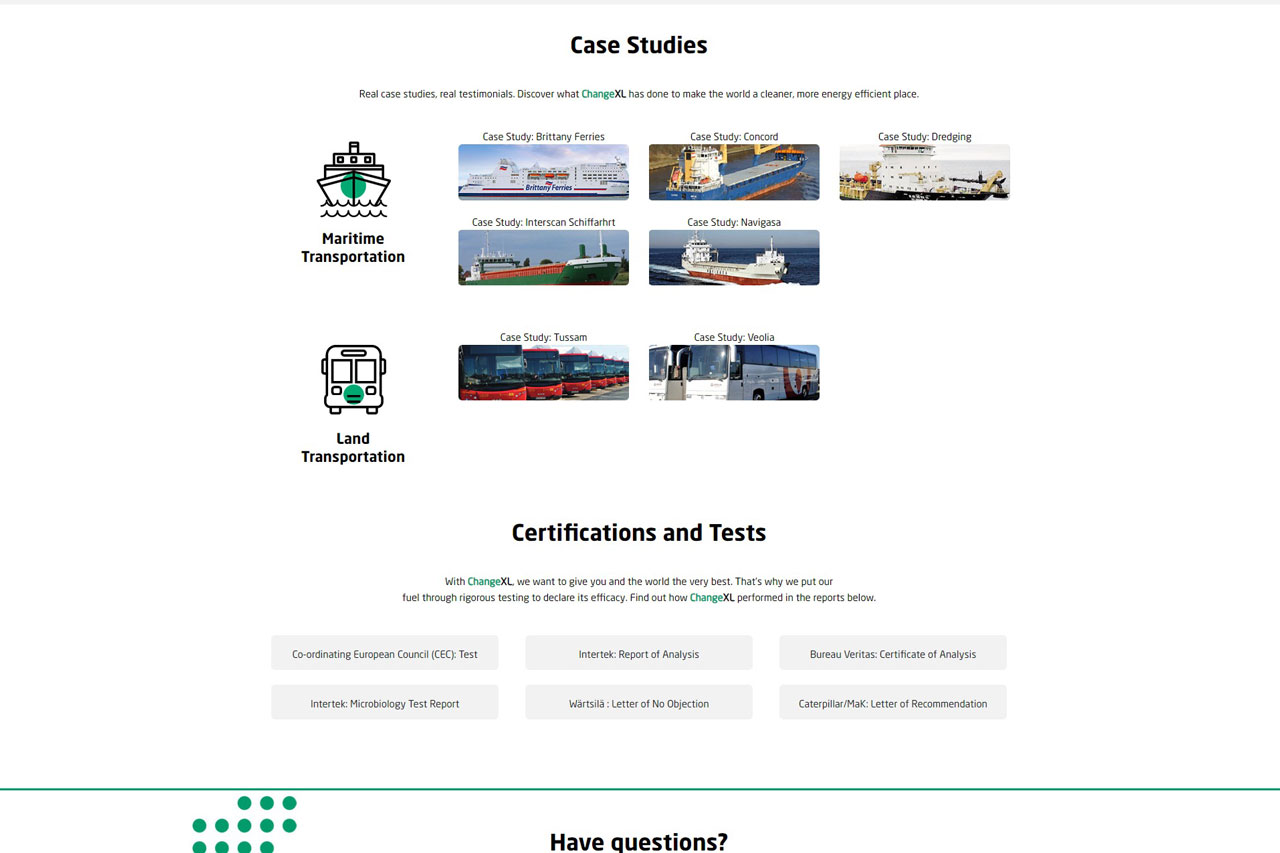 Case Studies
Real case studies, real testimonials. Discover what ChangeXL has done to make the world a cleaner, more energy efficient place.
Case Study: Brittany Ferries
Case Study: Concord
Case Study: Dredging
Brittany Ferries
Case Study: Interscan Schiffarhrt
Case Study: Navigasa
Maritime
Transportation
Case Study: Tussam
Case Study: Veolia
Land
Transportation
Certifications and Tests
With ChangeXL, we want to give you and the world the very best. That's why we put our
fuel through rigorous testing to declare its efficacy. Find out how ChangeXL performed in the reports below.
Co-ordinating European Council (CEC): Test
Intertek: Report of Analysis
Bureau Veritas: Certificate of Analysis
Intertek: Microbiology Test Report
Wärtsilä : Letter of No Objection
Caterpillar/MaK: Letter of Recommendation
Have questions?